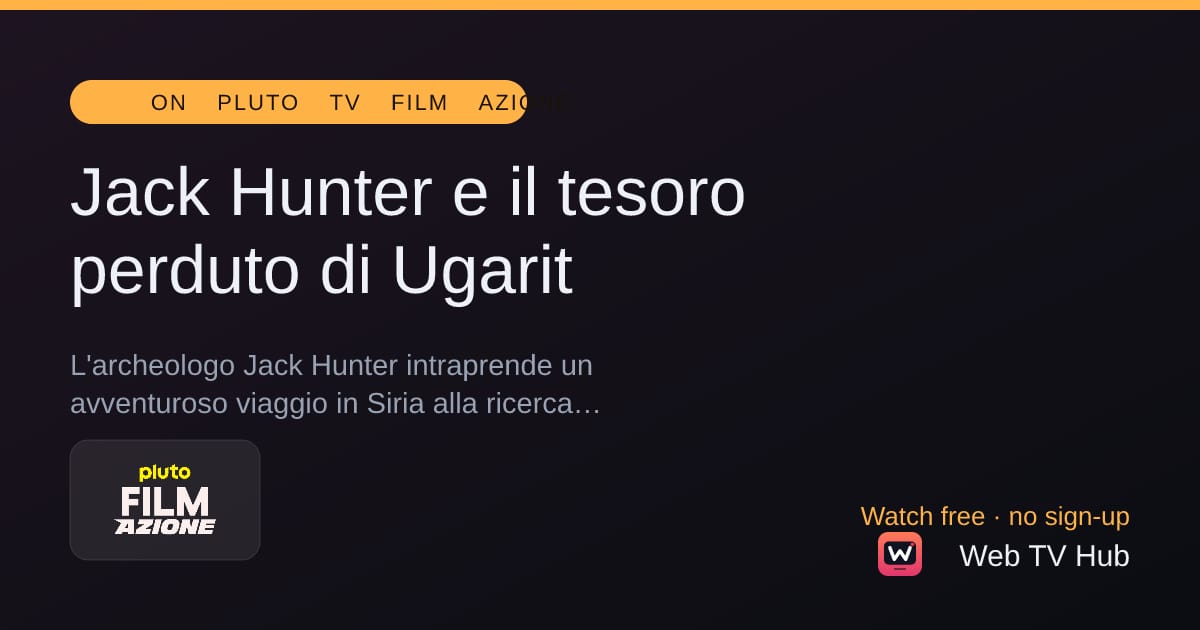 ON PLUTO TV FILM AZIONE
Jack Hunter e il tesoro
perduto di Ugarit
L'archeologo Jack Hunter intraprende un
avventuroso viaggio in Siria alla ricerca…
pluto
FILM
AZIONE
Watch free · no sign-up
W
Web TV Hub